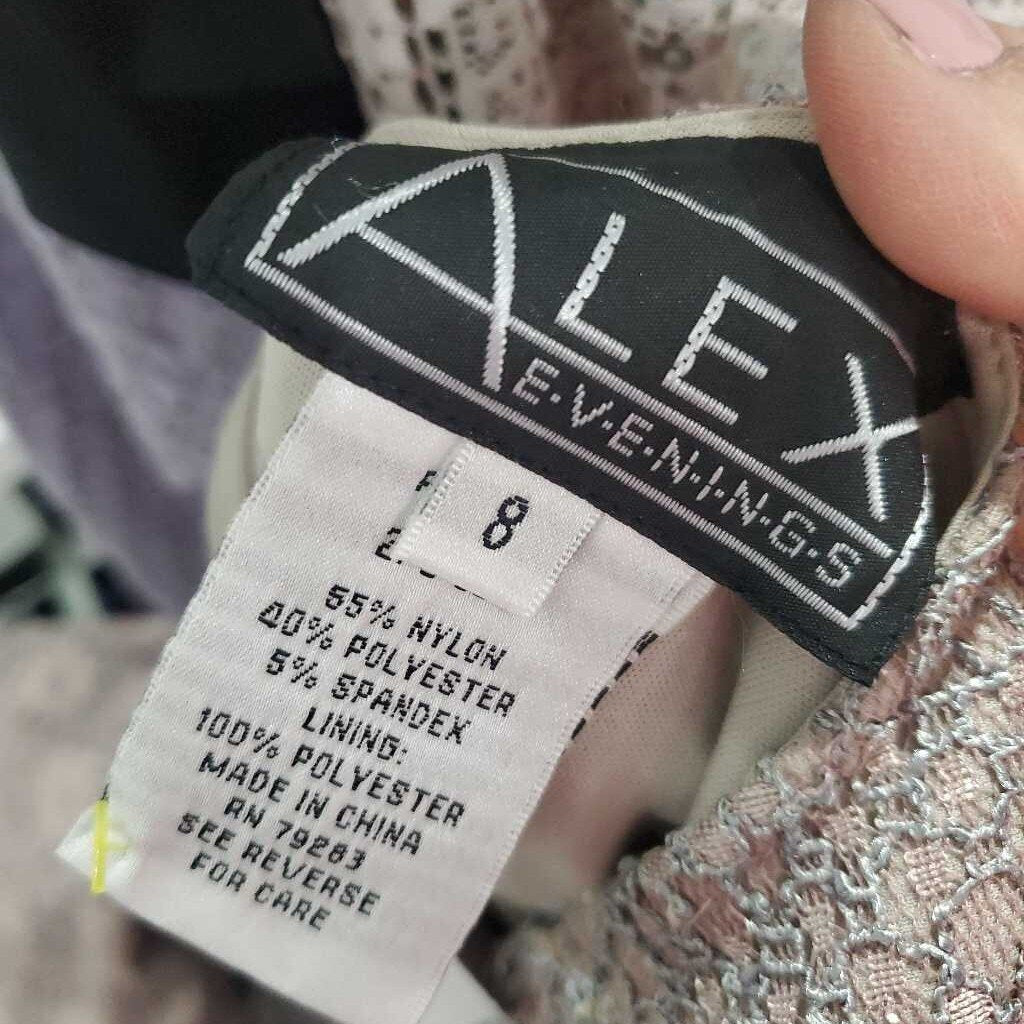 ALEX
E·V·E·N·I·N·G·S
8
55% NYLON
40% POLYESTER
5% SPANDEX
LINING:
100% POLYESTER
MADE IN CHINA
RN 79283
SEE REVERSE
FOR CARE